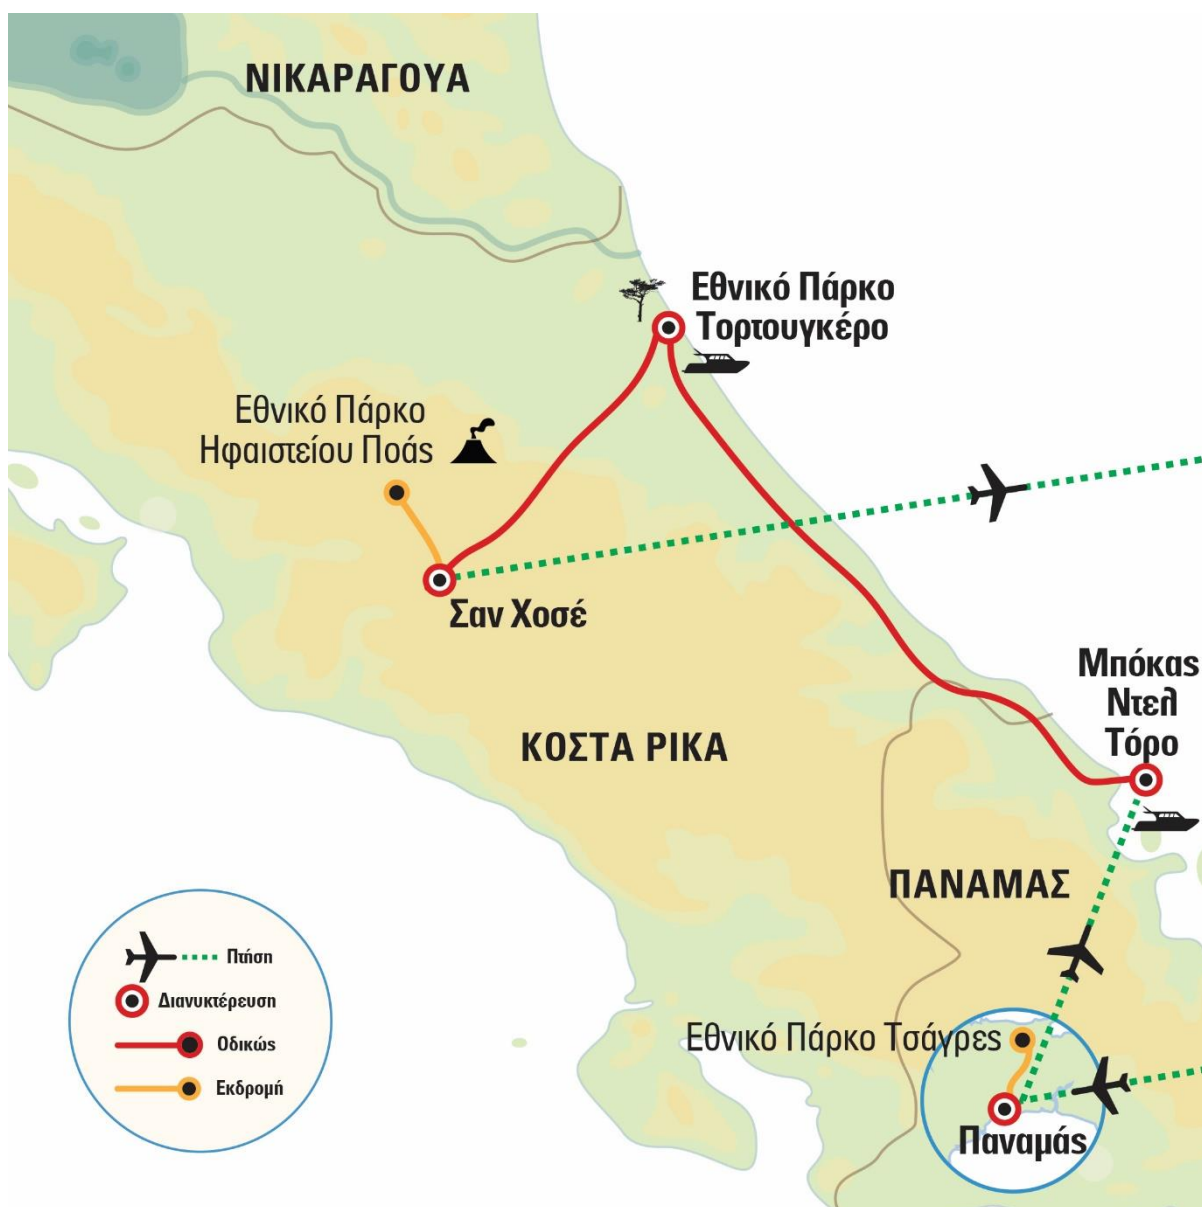 ΝΙΚΑΡΑΓΟΥΑ
Εθνικό Πάρκο
Τορτουγκέρο
Εθνικό Πάρκο
Ηφαιστείου Ποάς
Σαν Χοσέ
Μπόκας
Ντελ
Τόρο
ΚΟΣΤΑ ΡΙΚΑ
ΠΑΝΑΜΑΣ
Πτήση
Διανυκτέρευση
Οδικώς
Εκδρομή
Εθνικό Πάρκο Τσάγρες
Παναμάς